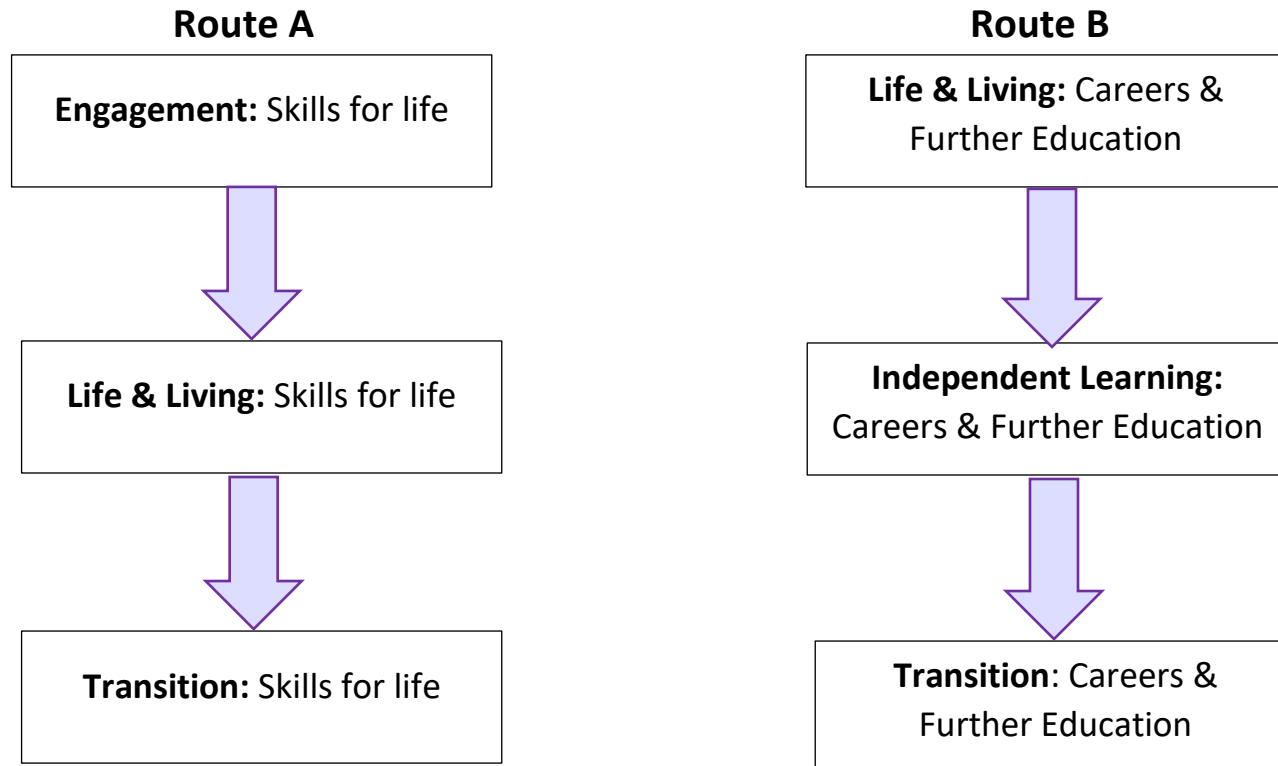 Route A
Engagement: Skills for life
Life & Living: Skills for life
Transition: Skills for life
Route B
Life & Living: Careers &
Further Education
Independent Learning:
Careers & Further Education
Transition: Careers &
Further Education